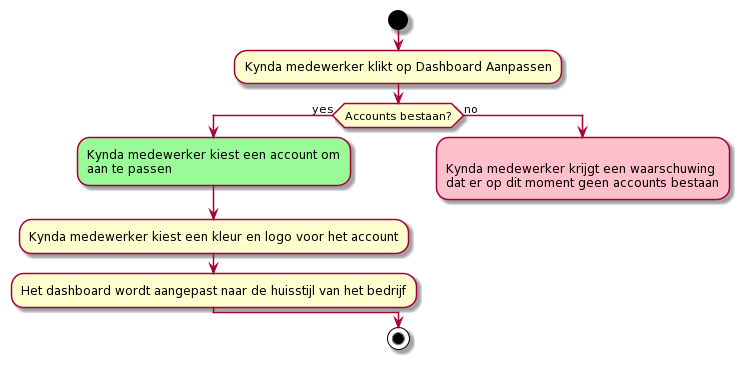 Kynda medewerker klikt op Dashboard Aanpassen
yes
Accounts bestaan?
no
Kynda medewerker kiest een account om
aan te passen
Kynda medewerker krijgt een waarschuwing
dat er op dit moment geen accounts bestaan
Kynda medewerker kiest een kleur en logo voor het account
Het dashboard wordt aangepast naar de huisstijl van het bedrijf